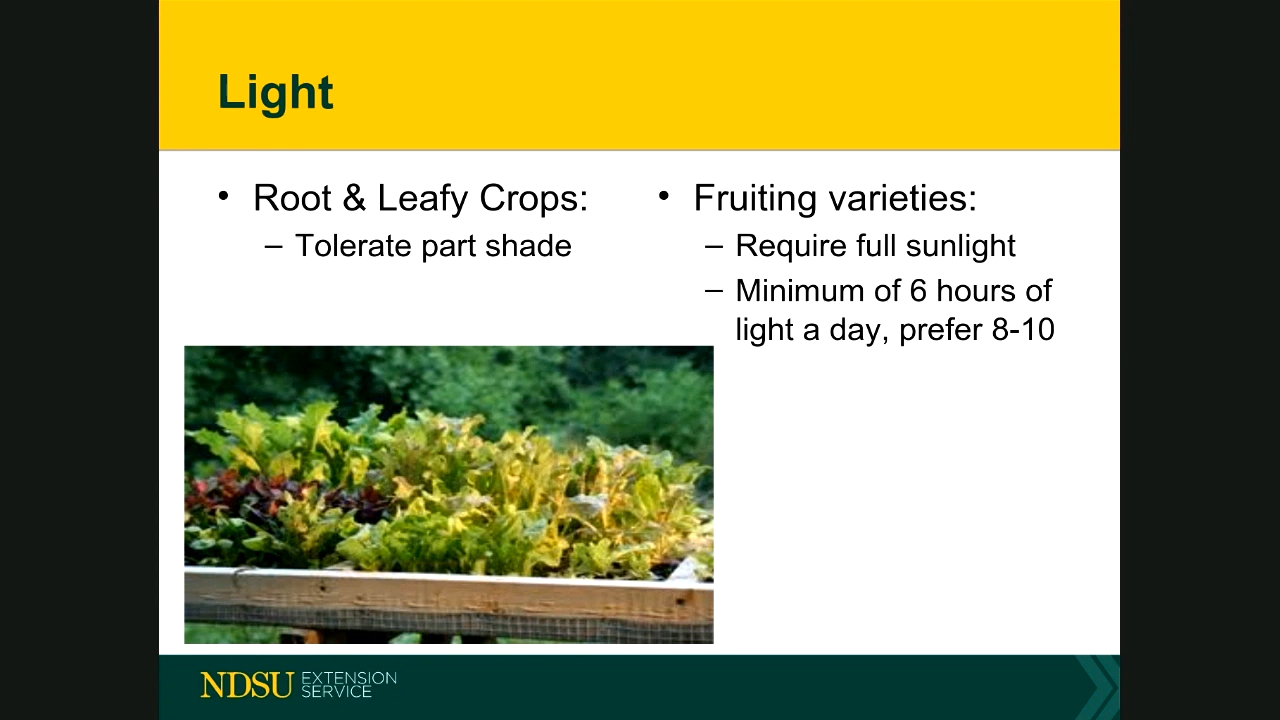 Light
• Root & Leafy Crops:
– Tolerate part shade
• Fruiting varieties:
– Require full sunlight
– Minimum of 6 hours of
light a day, prefer 8-10
NDSU EXTENSION
SERVICE